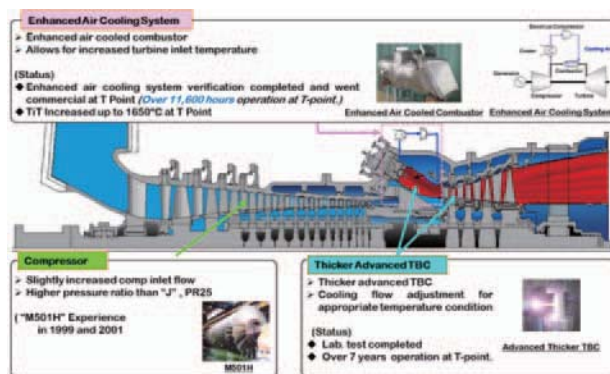 Enhanced Air Cooling System
➢ Enhanced air cooled combustor
➢ Allows for increased turbine inlet temperature
(Status)
◆Enhanced air cooling system verification completed and went
commercial at T Point (Over 11,600 hours operation at T-point.)
◆TiT Increased up to 1650°C at T Point
Enhanced Air Cooled Combustor
Cooler
Combustor
Generator
Compressor
Turbine
Enhanced Air Cooling System
Compressor
➢ Slightly increased comp inlet flow
➢ Higher pressure ratio than "J" , PR25
( "M501H" Experience
in 1999 and 2001)
M501H
Thicker Advanced TBC
➢ Thicker advanced TBC
➢ Cooling flow adjustment for
appropriate temperature condition
(Status)
◆ Lab. test completed
◆ Over 7 years operation at T-point.
Advanced Thicker TBC